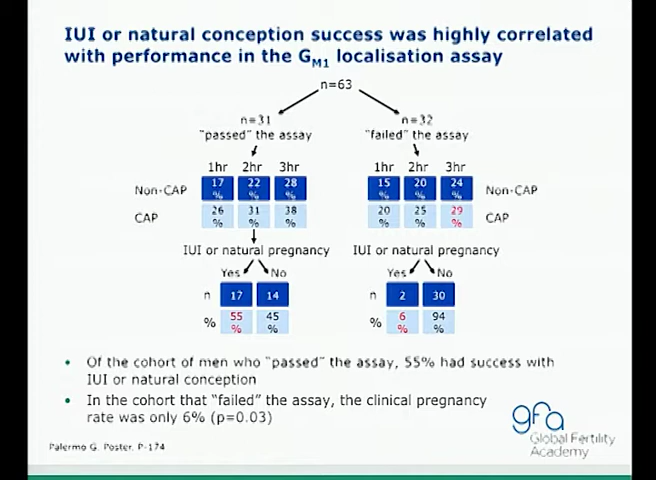 IUI or natural conception success was highly correlated
with performance in the GM1 localisation assay
n=63
n=31
"passed" the assay
n=32
"failed" the assay
1hr 2hr 3hr
1hr 2hr 3hr
Non-CAP 17 % 22 % 28 %
15 % 20 % 24 % Non-CAP
CAP 26 % 31 % 38 %
20 % 25 % 29 % CAP
IUI or natural pregnancy
IUI or natural pregnancy
Yes No
Yes No
n 17 14
n 2 30
% 55 % 45 %
% 6 % 94 %
• Of the cohort of men who "passed" the assay, 55% had success with
IUI or natural conception
• In the cohort that "failed" the assay, the clinical pregnancy
rate was only 6% (p=0.03)
gfa
Global Fertility
Academy
Palermo G. Poster. P-174